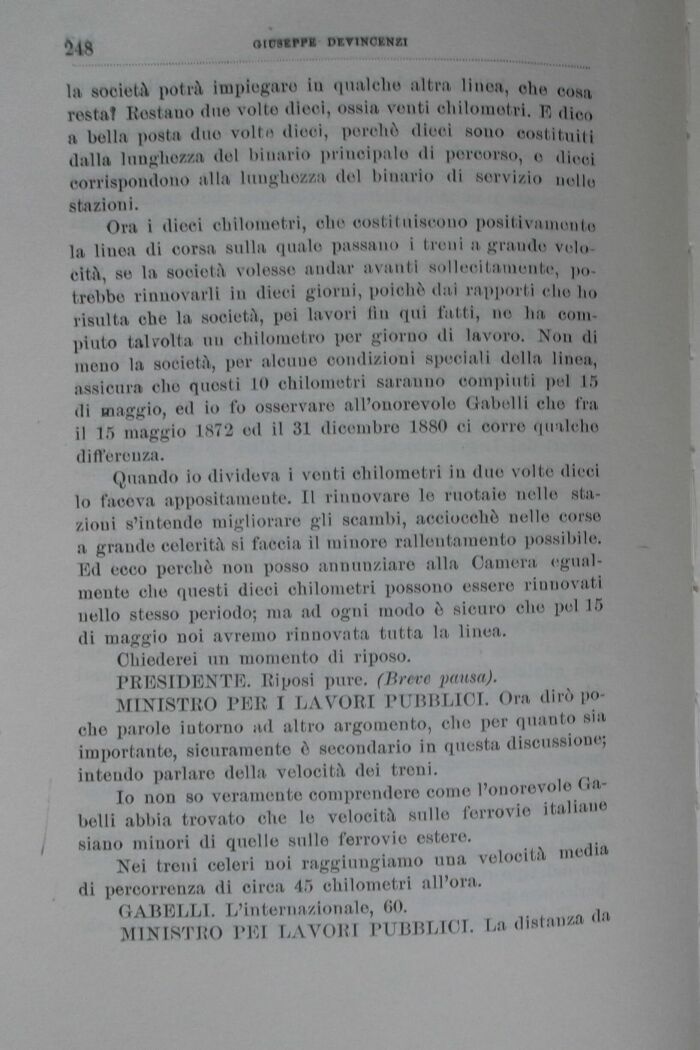 248
GIUSEPPE DEVINCENZI
la società potrà impiegare in qualche altra linea, che cosa
resta? Restano due volte dieci, ossia venti chilometri. E dico
a bella posta due volte dieci, perchè dieci sono costituiti
dalla lunghezza del binario principale di percorso, e dieci
corrispondono alla lunghezza del binario di servizio nelle
stazioni.
Ora i dieci chilometri, che costituiscono positivamente
la linea di corsa sulla quale passano i treni a grande velo-
cità, se la società volesse andar avanti sollecitamente, po-
trebbe rinnovarli in dieci giorni, poichè dai rapporti che ho
risulta che la società, pei lavori fin qui fatti, ne ha com-
piuto talvolta un chilometro per giorno di lavoro. Non di
meno la società, per alcune condizioni speciali della linea,
assicura che questi 10 chilometri saranno compiuti pel 15
di maggio, ed io fo osservare all'onorevole Gabelli che fra
il 15 maggio 1872 ed il 31 dicembre 1880 ci corre qualche
differenza.
Quando io divideva i venti chilometri in due volte dieci
lo faceva appositamente. Il rinnovare le ruotaie nelle sta-
zioni s'intende migliorare gli scambi, acciocchè nelle corse
a grande celerità si faccia il minore rallentamento possibile.
Ed ecco perchè non posso annunziare alla Camera egual-
mente che questi dieci chilometri possono essere rinnovati
nello stesso periodo; ma ad ogni modo è sicuro che pel 15
di maggio noi avremo rinnovata tutta la linea.
Chiederei un momento di riposo.
PRESIDENTE. Riposi pure. (Breve pausa).
MINISTRO PER I LAVORI PUBBLICI. Ora dirò po-
che parole intorno ad altro argomento, che per quanto sia
importante, sicuramente è secondario in questa discussione;
intendo parlare della velocità dei treni.
Io non so veramente comprendere come l'onorevole Ga-
belli abbia trovato che le velocità sulle ferrovie italiane
siano minori di quelle sulle ferrovie estere.
Nei treni celeri noi raggiungiamo una velocità media
di percorrenza di circa 45 chilometri all'ora.
GABELLI. L'internazionale, 60.
MINISTRO PEI LAVORI PUBBLICI. La distanza da